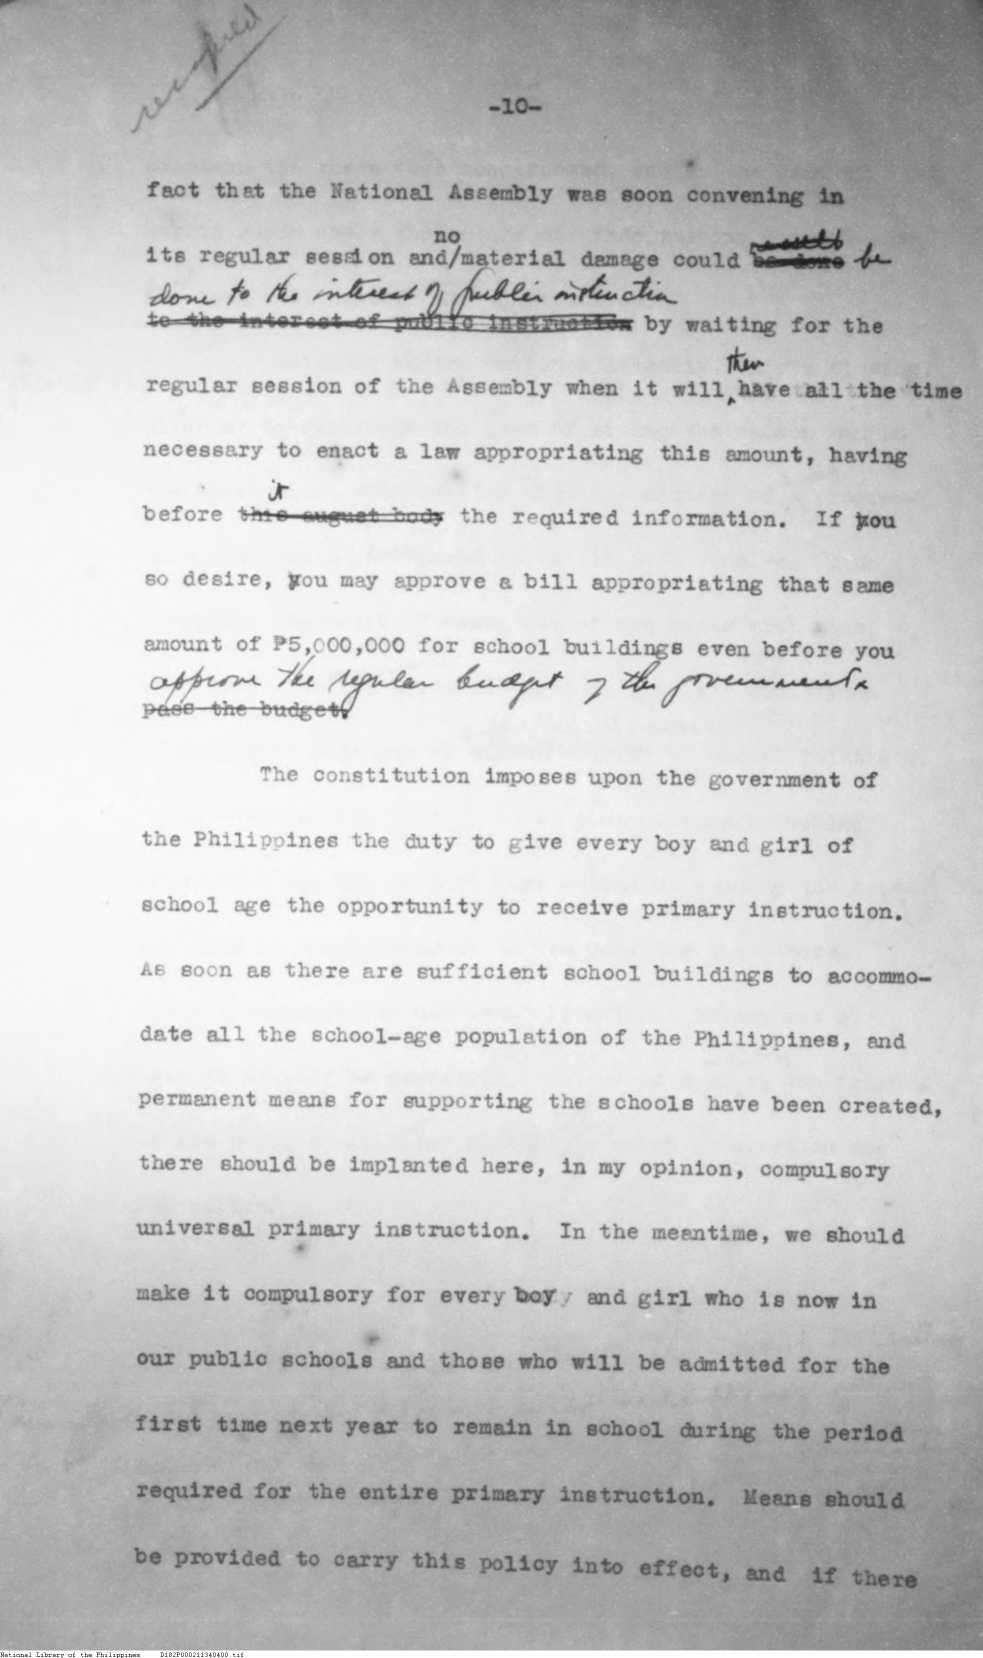 recopied
-10-
fact that the National Assembly was soon convening in
no
its regular session and/material damage could be done be
done to the interest of public instruction
to the interest of public instruction by waiting for the
then
regular session of the Assembly when it will have all the time
necessary to enact a law appropriating this amount, having
it
before this august body the required information. If you
so desire, you may approve a bill appropriating that same
amount of ₱5,000,000 for school buildings even before you
approve the regular budget of the government.
pass the budget.
The constitution imposes upon the government of
the Philippines the duty to give every boy and girl of
school age the opportunity to receive primary instruction.
As soon as there are sufficient school buildings to accommo-
date all the school-age population of the Philippines, and
permanent means for supporting the schools have been created,
there should be implanted here, in my opinion, compulsory
universal primary instruction. In the meantime, we should
make it compulsory for every boy and girl who is now in
our public schools and those who will be admitted for the
first time next year to remain in school during the period
required for the entire primary instruction. Means should
be provided to carry this policy into effect, and if there
National Library of the Philippines D182P000211340400.tif